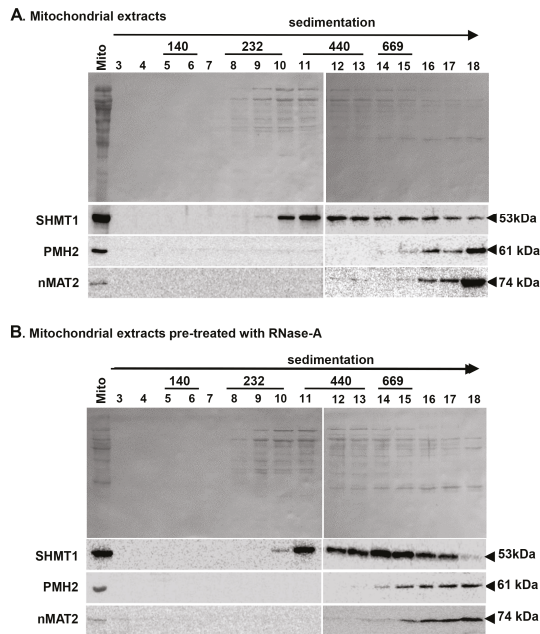 A. Mitochondrial extracts
sedimentation
140 232 440 669
Mito 3 4 5 6 7 8 9 10 11 12 13 14 15 16 17 18
SHMT1 53kDa
PMH2 61 kDa
nMAT2 74 kDa
B. Mitochondrial extracts pre-treated with RNase-A
sedimentation
140 232 440 669
Mito 3 4 5 6 7 8 9 10 11 12 13 14 15 16 17 18
SHMT1 53kDa
PMH2 61 kDa
nMAT2 74 kDa